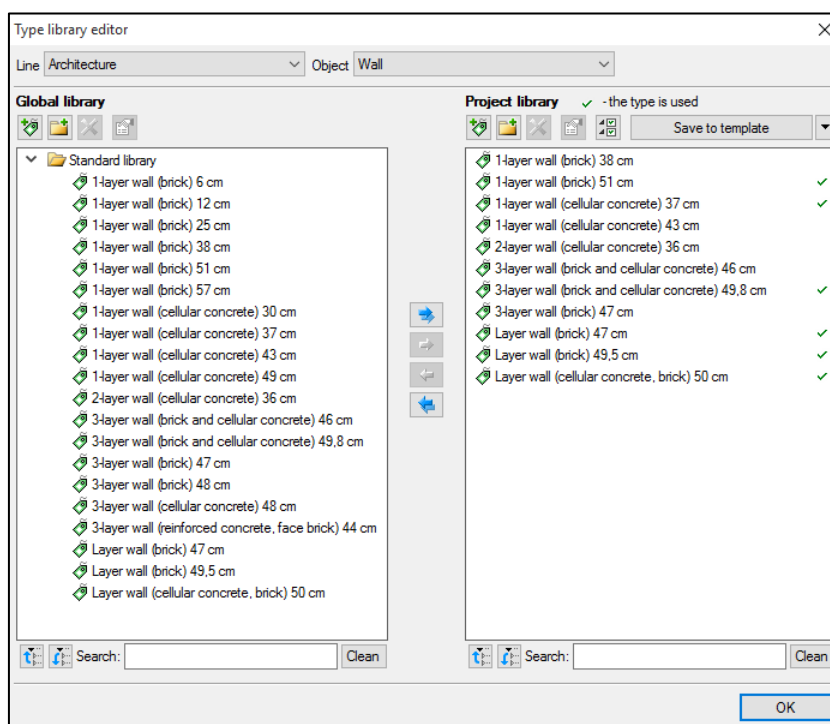 Type library editor
Line Architecture Object Wall
Global library
Standard library
1-layer wall (brick) 6 cm
1-layer wall (brick) 12 cm
1-layer wall (brick) 25 cm
1-layer wall (brick) 38 cm
1-layer wall (brick) 51 cm
1-layer wall (brick) 57 cm
1-layer wall (cellular concrete) 30 cm
1-layer wall (cellular concrete) 37 cm
1-layer wall (cellular concrete) 43 cm
1-layer wall (cellular concrete) 49 cm
2-layer wall (cellular concrete) 36 cm
3-layer wall (brick and cellular concrete) 46 cm
3-layer wall (brick and cellular concrete) 49,8 cm
3-layer wall (brick) 47 cm
3-layer wall (brick) 48 cm
3-layer wall (cellular concrete) 48 cm
3-layer wall (reinforced concrete, face brick) 44 cm
Layer wall (brick) 47 cm
Layer wall (brick) 49,5 cm
Layer wall (cellular concrete, brick) 50 cm
Search: Clean
Project library ✓ -the type is used
Save to template
1-layer wall (brick) 38 cm
1-layer wall (brick) 51 cm
1-layer wall (cellular concrete) 37 cm
1-layer wall (cellular concrete) 43 cm
2-layer wall (cellular concrete) 36 cm
3-layer wall (brick and cellular concrete) 46 cm
3-layer wall (brick and cellular concrete) 49,8 cm
3-layer wall (brick) 47 cm
Layer wall (brick) 47 cm
Layer wall (brick) 49,5 cm
Layer wall (cellular concrete, brick) 50 cm
Search: Clean
OK